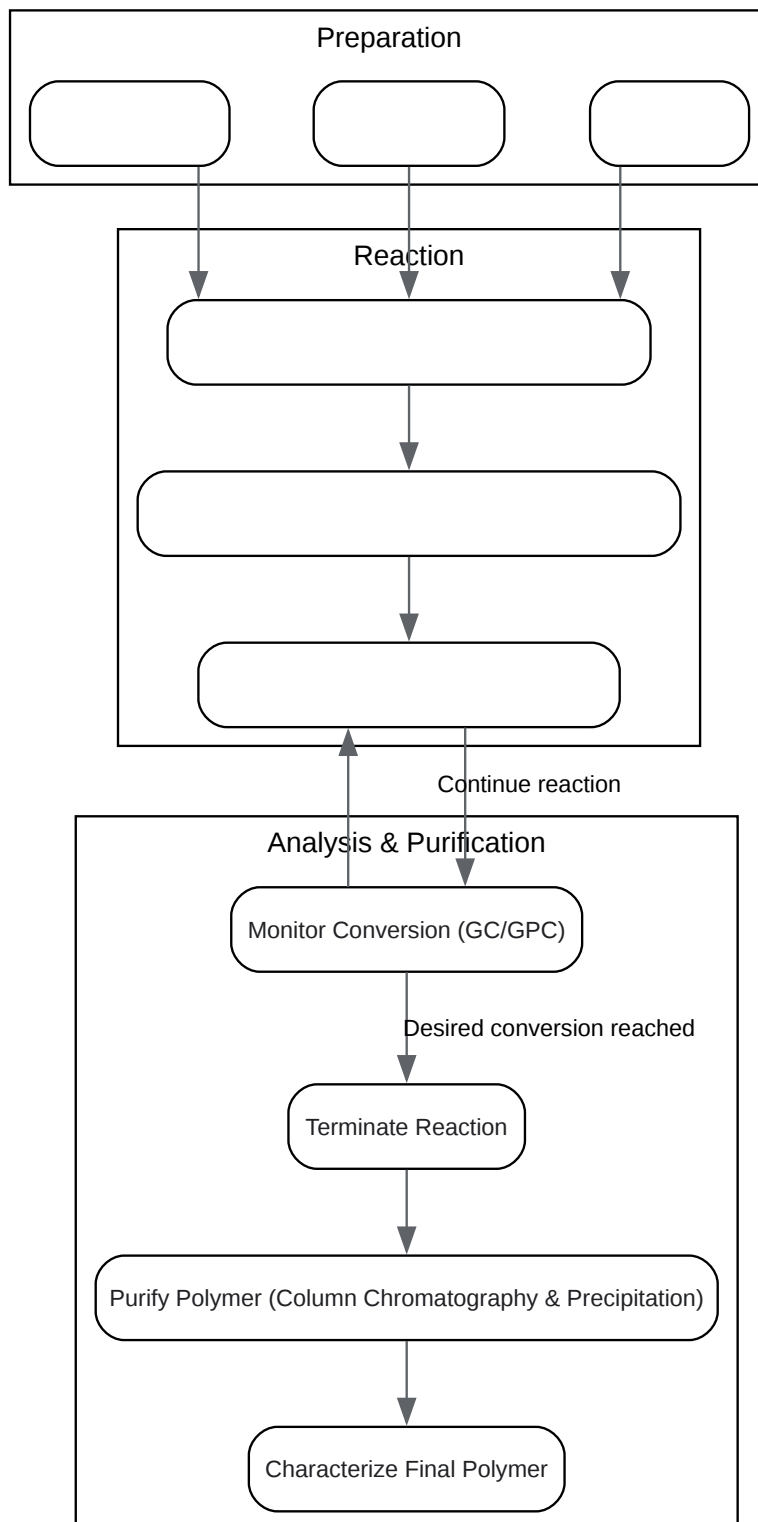 Preparation
Reaction
Continue reaction
Analysis & Purification
Monitor Conversion (GC/GPC)
Desired conversion reached
Terminate Reaction
Purify Polymer (Column Chromatography & Precipitation)
Characterize Final Polymer